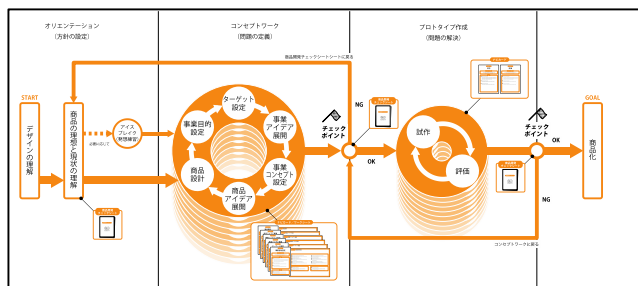 オリエンテーション
(方針の設定)
コンセプトワーク
(問題の定義)
プロトタイプ作成
(問題の解決)
商品開発チェックシートシートに戻る
START
デザインの理解
商品の理想と現状の理解
必要に応じて
アイス
ブレイク
(発想練習)
ターゲット
設定
事業
アイデア
展開
事業
コンセプト
設定
商品
アイデア
展開
商品
設計
事業目的
設定
チェック
ポイント
NG
OK
試作
評価
チェック
ポイント
OK
NG
GOAL
商品化
コンセプトワークに戻る